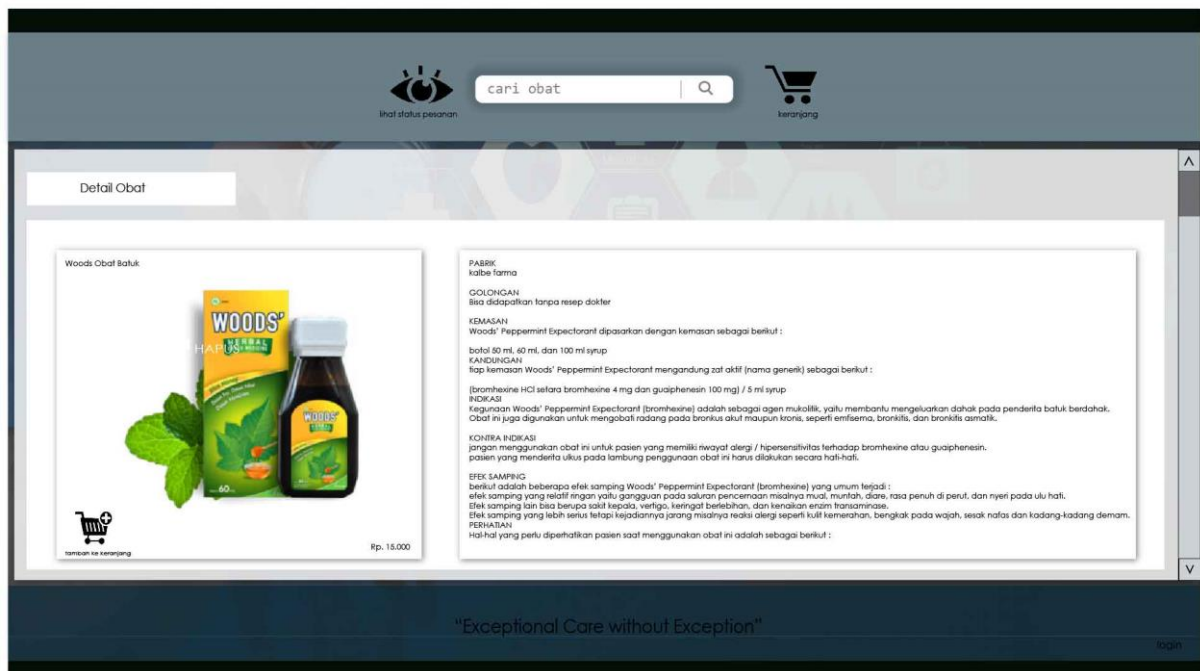 lihat status pesanan
cari obat
keranjang
Detail Obat
Woods Obat Batuk
WOODS'
HERBAL
HAPUS
WOODS'
HERBAL
60
tambah ke keranjang
Rp. 15.000
PABRIK
kalbe farma
GOLONGAN
Bisa didapatkan tanpa resep dokter
KEMASAN
Woods' Peppermint Expectorant dipasarkan dengan kemasan sebagai berikut :
botol 50 ml, 60 ml, dan 100 ml syrup
KANDUNGAN
tiap kemasan Woods' Peppermint Expectorant mengandung zat aktif (nama generik) sebagai berikut :
(bromhexine HCl setara bromhexine 4 mg dan guaiphenesin 100 mg) / 5 ml syrup
INDIKASI
Kegunaan Woods' Peppermint Expectorant (bromhexine) adalah sebagai agen mukolitik, yaitu membantu mengeluarkan dahak pada penderita batuk berdahak.
Obat ini juga digunakan untuk mengobati radang pada bronkus akut maupun kronis, seperti emfisema, bronkitis, dan bronkitis asmatik.
KONTRA INDIKASI
jangan menggunakan obat ini untuk pasien yang memiliki riwayat alergi / hipersensitivitas terhadap bromhexine atau guaiphenesin.
pasien yang menderita ulkus pada lambung penggunaan obat ini harus dilakukan secara hati-hati.
EFEK SAMPING
berikut adalah beberapa efek samping Woods' Peppermint Expectorant (bromhexine) yang umum terjadi :
efek samping yang relatif ringan yaitu gangguan pada saluran pencernaan misalnya mual, muntah, diare, rasa penuh di perut, dan nyeri pada ulu hati.
Efek samping lain bisa berupa sakit kepala, vertigo, keringat berlebihan, dan kenaikan enzim transaminase.
Efek samping yang lebih serius tetapi kejadiannya jarang misalnya reaksi alergi seperti kulit kemerahan, bengkak pada wajah, sesak nafas dan kadang-kadang demam.
PERHATIAN
Hal-hal yang perlu diperhatikan pasien saat menggunakan obat ini adalah sebagai berikut :
"Exceptional Care without Exception"
login